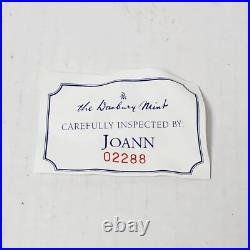 the Danbury Mint
CAREFULLY INSPECTED BY:
JOANN
02288